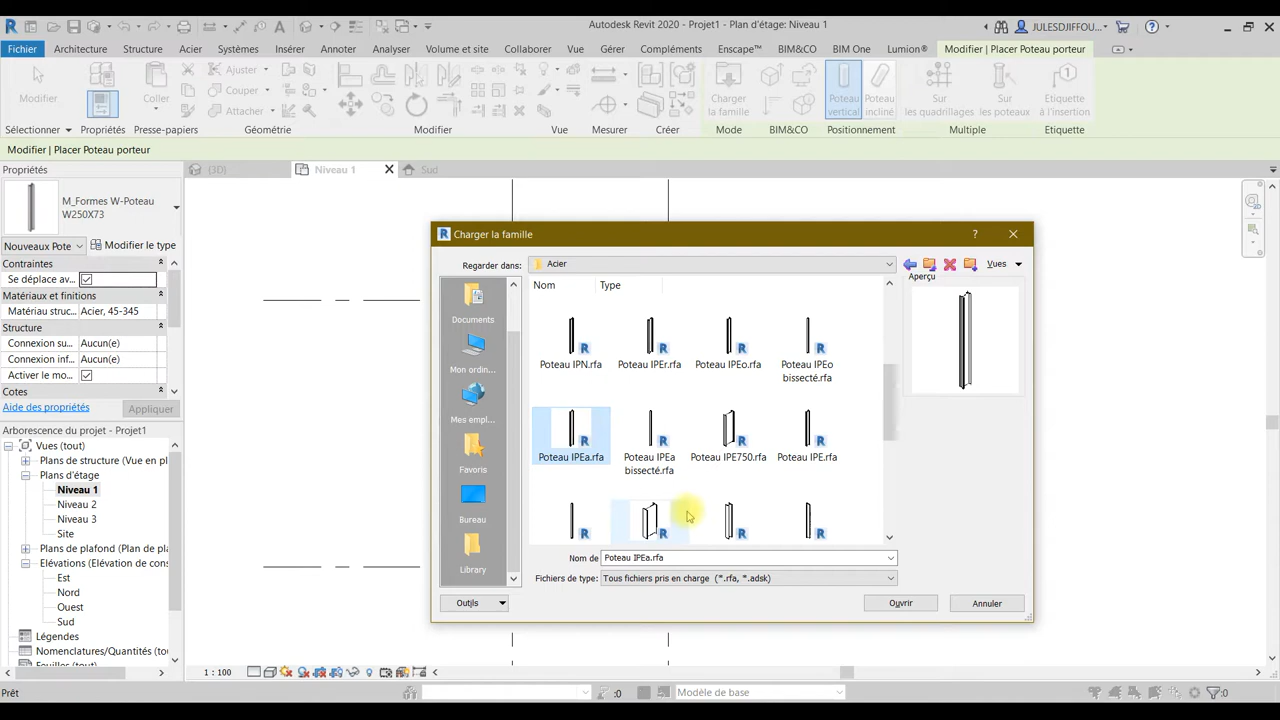 Autodesk Revit 2020 - Projet1 - Plan d'étage: Niveau 1
JULESDJIFFOU...
Fichier Architecture Structure Acier Systèmes Insérer Annoter Analyser Volume et site Collaborer Vue Gérer Compléments Enscape™ BIM&CO BIM One Lumion® Modifier | Placer Poteau porteur
Modifier
Coller
Ajuster
Couper
Attacher
Charger
la famille
Poteau
vertical
Poteau
incliné
Sur
les quadrillages
Sur
les poteaux
Etiquette
à l'insertion
Sélectionner Propriétés Presse-papiers Géométrie Modifier Vue Mesurer Créer Mode BIM&CO Positionnement Multiple Etiquette
Modifier | Placer Poteau porteur
Propriétés
{3D}
Niveau 1
Sud
M_Formes W-Poteau
W250X73
Nouveaux Pote
Modifier le type
Contraintes
Se déplace av...
Matériaux et finitions
Matériau struc... Acier, 45-345
Structure
Connexion su... Aucun(e)
Connexion inf... Aucun(e)
Activer le mo...
Cotes
Aide des propriétés
Appliquer
Arborescence du projet - Projet1
Vues (tout)
Plans de structure (Vue en pl
Plans d'étage
Niveau 1
Niveau 2
Niveau 3
Site
Plans de plafond (Plan d'étag
Elévations (Elévation de cons
Est
Nord
Ouest
Sud
Légendes
Nomenclatures/Quantités (tou
Feuilles (tout)
Charger la famille
?
Regarder dans: Acier
Vues
Aperçu
Nom Type
Documents
Mon ordin...
Mes empl...
Favoris
Bureau
Library
Poteau IPN.rfa
Poteau IPEr.rfa
Poteau IPEo.rfa
Poteau IPEo
bissecté.rfa
Poteau IPEa.rfa
Poteau IPEa
bissecté.rfa
Poteau IPE750.rfa
Poteau IPE.rfa
Nom de Poteau IPEa.rfa
Fichiers de type: Tous fichiers pris en charge (*.rfa, *.adsk)
Outils
Ouvrir
Annuler
1 : 100
Prêt
:0
Modèle de base
:0